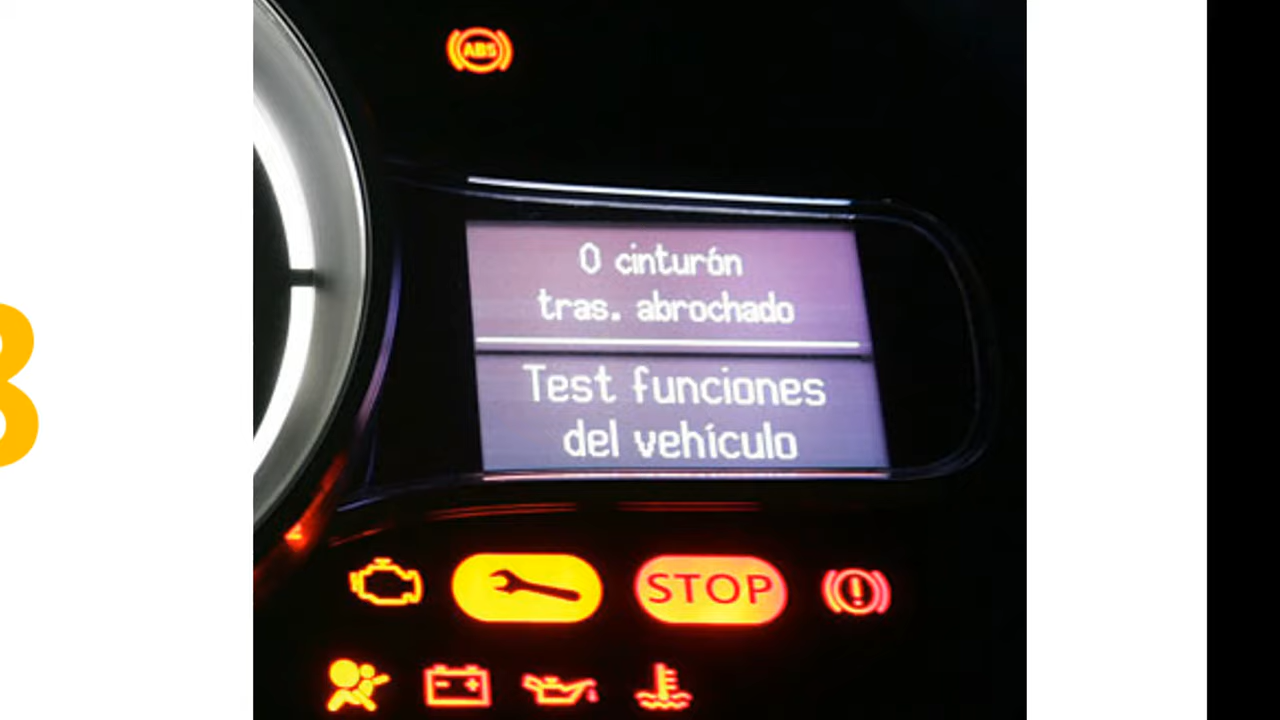 ABS
0 cinturón
tras. abrochado
Test funciones
del vehículo
STOP